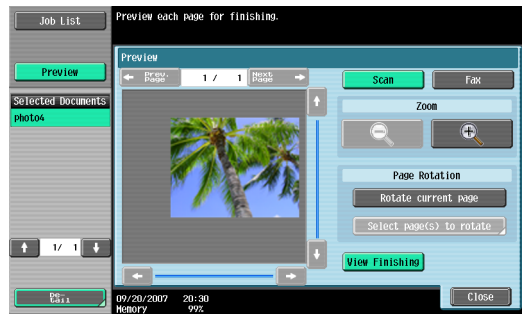 Job List
Preview each page for finishing.
Preview
Selected Documents
photo4
1/ 1
De-
tail
Preview
Prev.
Page
1 / 1
Next
Page
Scan
Fax
Zoom
Page Rotation
Rotate current page
Select page(s) to rotate
View Finishing
09/20/2007 20:30
Memory 99%
Close